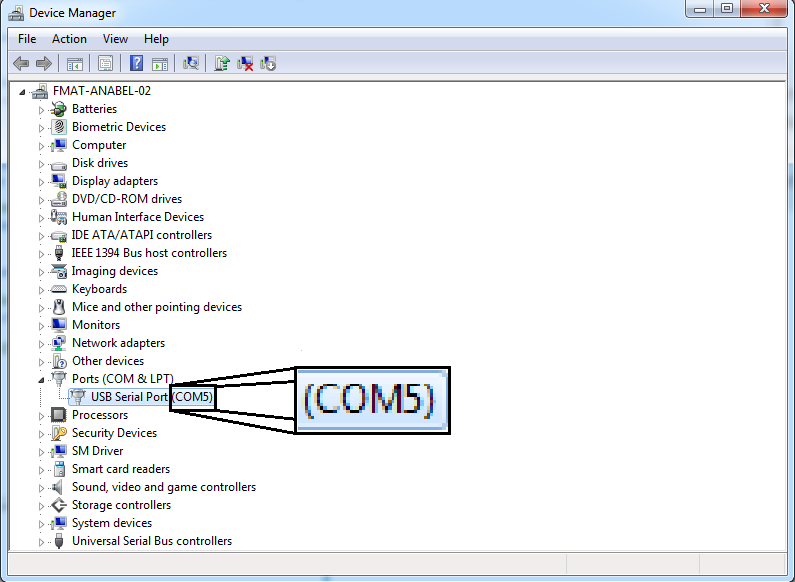 Device Manager
File Action View Help
FMAT-ANABEL-02
Batteries
Biometric Devices
Computer
Disk drives
Display adapters
DVD/CD-ROM drives
Human Interface Devices
IDE ATA/ATAPI controllers
IEEE 1394 Bus host controllers
Imaging devices
Keyboards
Mice and other pointing devices
Monitors
Network adapters
Other devices
Ports (COM & LPT)
USB Serial Port (COM5)
(COM5)
Processors
Security Devices
SM Driver
Smart card readers
Sound, video and game controllers
Storage controllers
System devices
Universal Serial Bus controllers